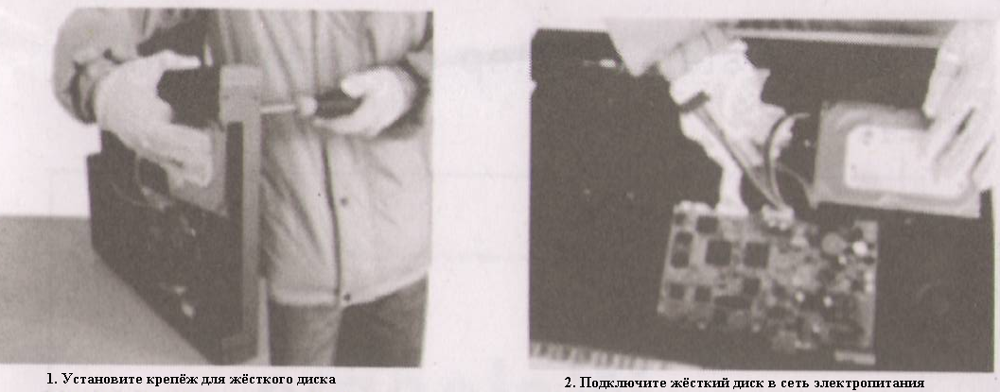 1. Установите крепёж для жёсткого диска
2. Подключите жёсткий диск в сеть электропитания